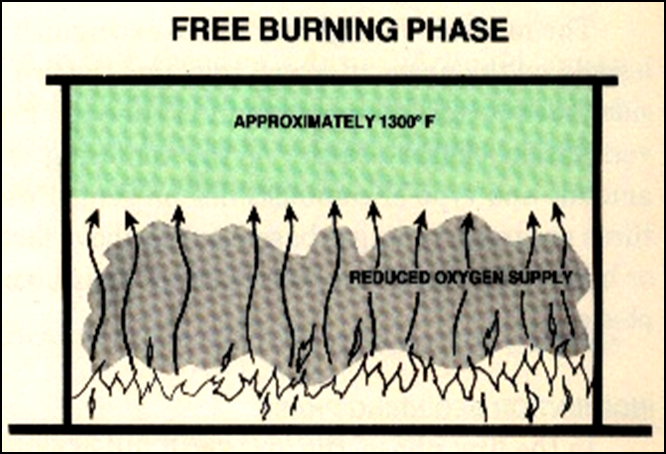 FREE BURNING PHASE
APPROXIMATELY 1300° F
REDUCED OXYGEN SUPPLY